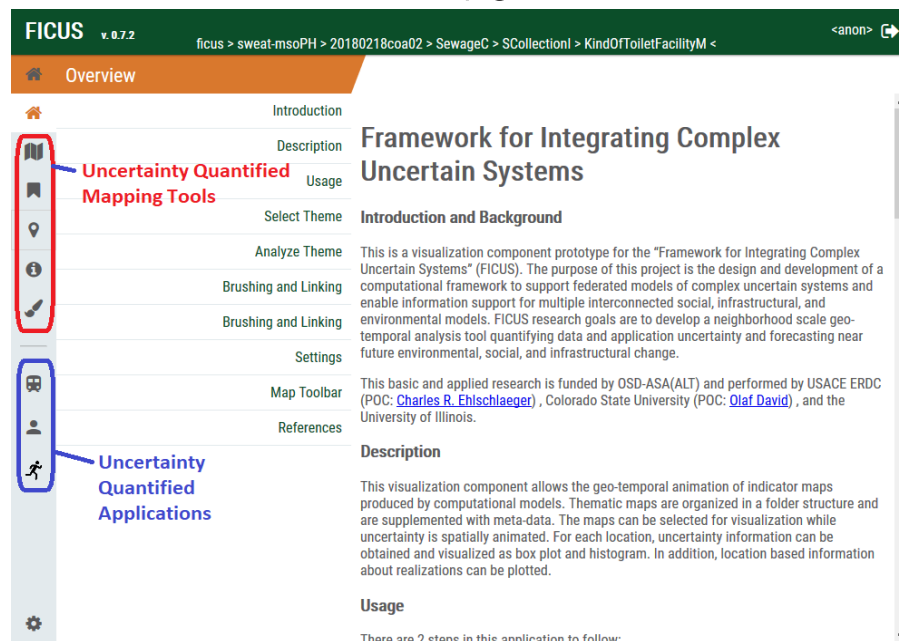 FICUS v. 0.7.2
ficus > sweat-msoPH > 20180218coa02 > SewageC > SCollectionI > KindOfToiletFacilityM <
<anon>
Overview
Introduction
Description
Usage
Select Theme
Analyze Theme
Brushing and Linking
Brushing and Linking
Settings
Map Toolbar
References
Uncertainty Quantified
Mapping Tools
Uncertainty
Quantified
Applications
Framework for Integrating Complex
Uncertain Systems
Introduction and Background
This is a visualization component prototype for the “Framework for Integrating Complex
Uncertain Systems” (FICUS). The purpose of this project is the design and development of a
computational framework to support federated models of complex uncertain systems and
enable information support for multiple interconnected social, infrastructural, and
environmental models. FICUS research goals are to develop a neighborhood scale geo-
temporal analysis tool quantifying data and application uncertainty and forecasting near
future environmental, social, and infrastructural change.
This basic and applied research is funded by OSD-ASA(ALT) and performed by USACE ERDC
(POC: Charles R. Ehlschlaeger) , Colorado State University (POC: Olaf David) , and the
University of Illinois.
Description
This visualization component allows the geo-temporal animation of indicator maps
produced by computational models. Thematic maps are organized in a folder structure and
are supplemented with meta-data. The maps can be selected for visualization while
uncertainty is spatially animated. For each location, uncertainty information can be
obtained and visualized as box plot and histogram. In addition, location based information
about realizations can be plotted.
Usage
There are 2 steps in this application to follow: